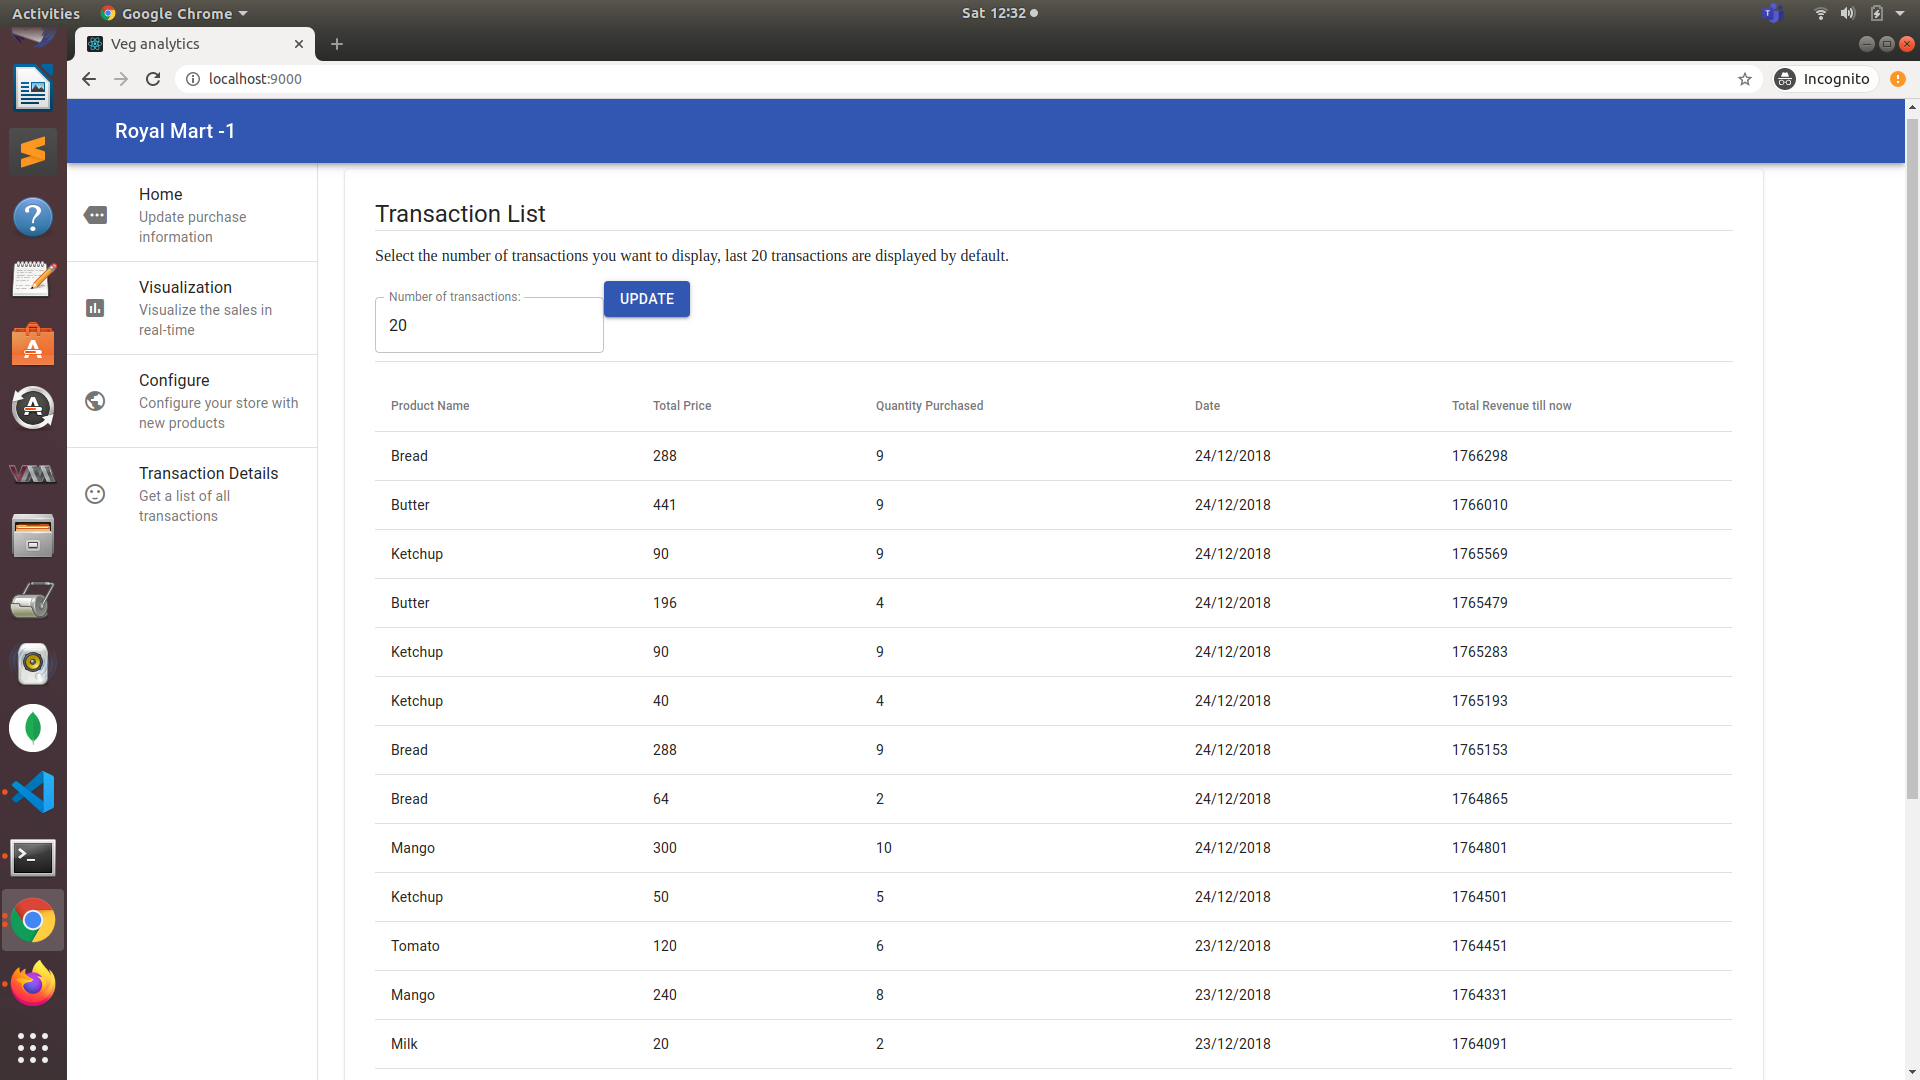 Activities Google Chrome Sat 12:32
Veg analytics
localhost:9000 Incognito
Royal Mart -1
Home
Update purchase
information
Visualization
Visualize the sales in
real-time
Configure
Configure your store with
new products
Transaction Details
Get a list of all
transactions
Transaction List
Select the number of transactions you want to display, last 20 transactions are displayed by default.
Number of transactions:
20
UPDATE
Product Name Total Price Quantity Purchased Date Total Revenue till now
Bread 288 9 24/12/2018 1766298
Butter 441 9 24/12/2018 1766010
Ketchup 90 9 24/12/2018 1765569
Butter 196 4 24/12/2018 1765479
Ketchup 90 9 24/12/2018 1765283
Ketchup 40 4 24/12/2018 1765193
Bread 288 9 24/12/2018 1765153
Bread 64 2 24/12/2018 1764865
Mango 300 10 24/12/2018 1764801
Ketchup 50 5 24/12/2018 1764501
Tomato 120 6 23/12/2018 1764451
Mango 240 8 23/12/2018 1764331
Milk 20 2 23/12/2018 1764091